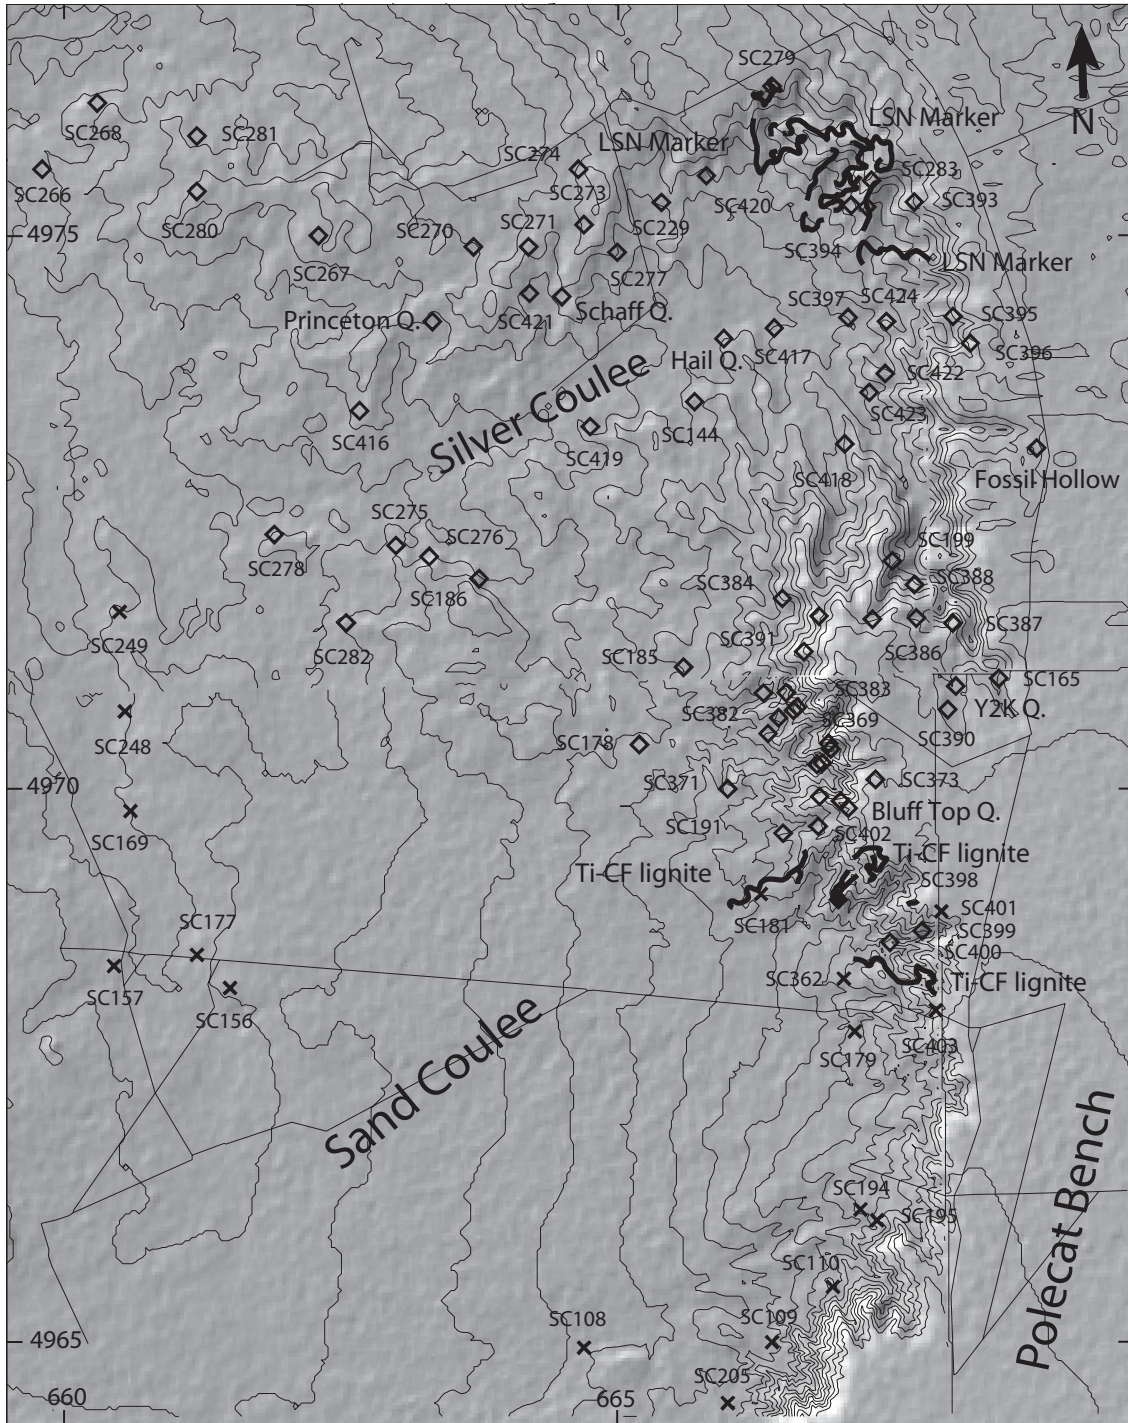 SC279
N
SC268
SC281
LSN Marker
LSN Marker
SC274
SC283
SC266
SC273
SC420
SC393
SC280
SC270
SC271
SC229
4975
SC394
SC267
SC277
LSN Marker
SC397
SC424
Princeton Q.
SC421
Schaff Q.
SC395
Hail Q.
SC417
SC396
SC422
Silver Coulee
SC423
SC416
SC144
SC419
SC418
Fossil Hollow
SC275
SC276
SC199
SC278
SC388
SC384
SC186
SC249
SC391
SC387
SC282
SC185
SC386
SC165
SC383
SC382
SC369
Y2K Q.
SC248
SC178
SC390
SC371
SC373
4970
Bluff Top Q.
SC191
SC402
SC169
Ti-CF lignite
Ti-CF lignite
SC398
SC177
SC181
SC401
SC399
SC400
SC157
SC362
Ti-CF lignite
SC156
Sand Coulee
SC179
SC403
Polecat Bench
SC194
SC195
SC110
SC108
SC109
4965
SC205
660
665